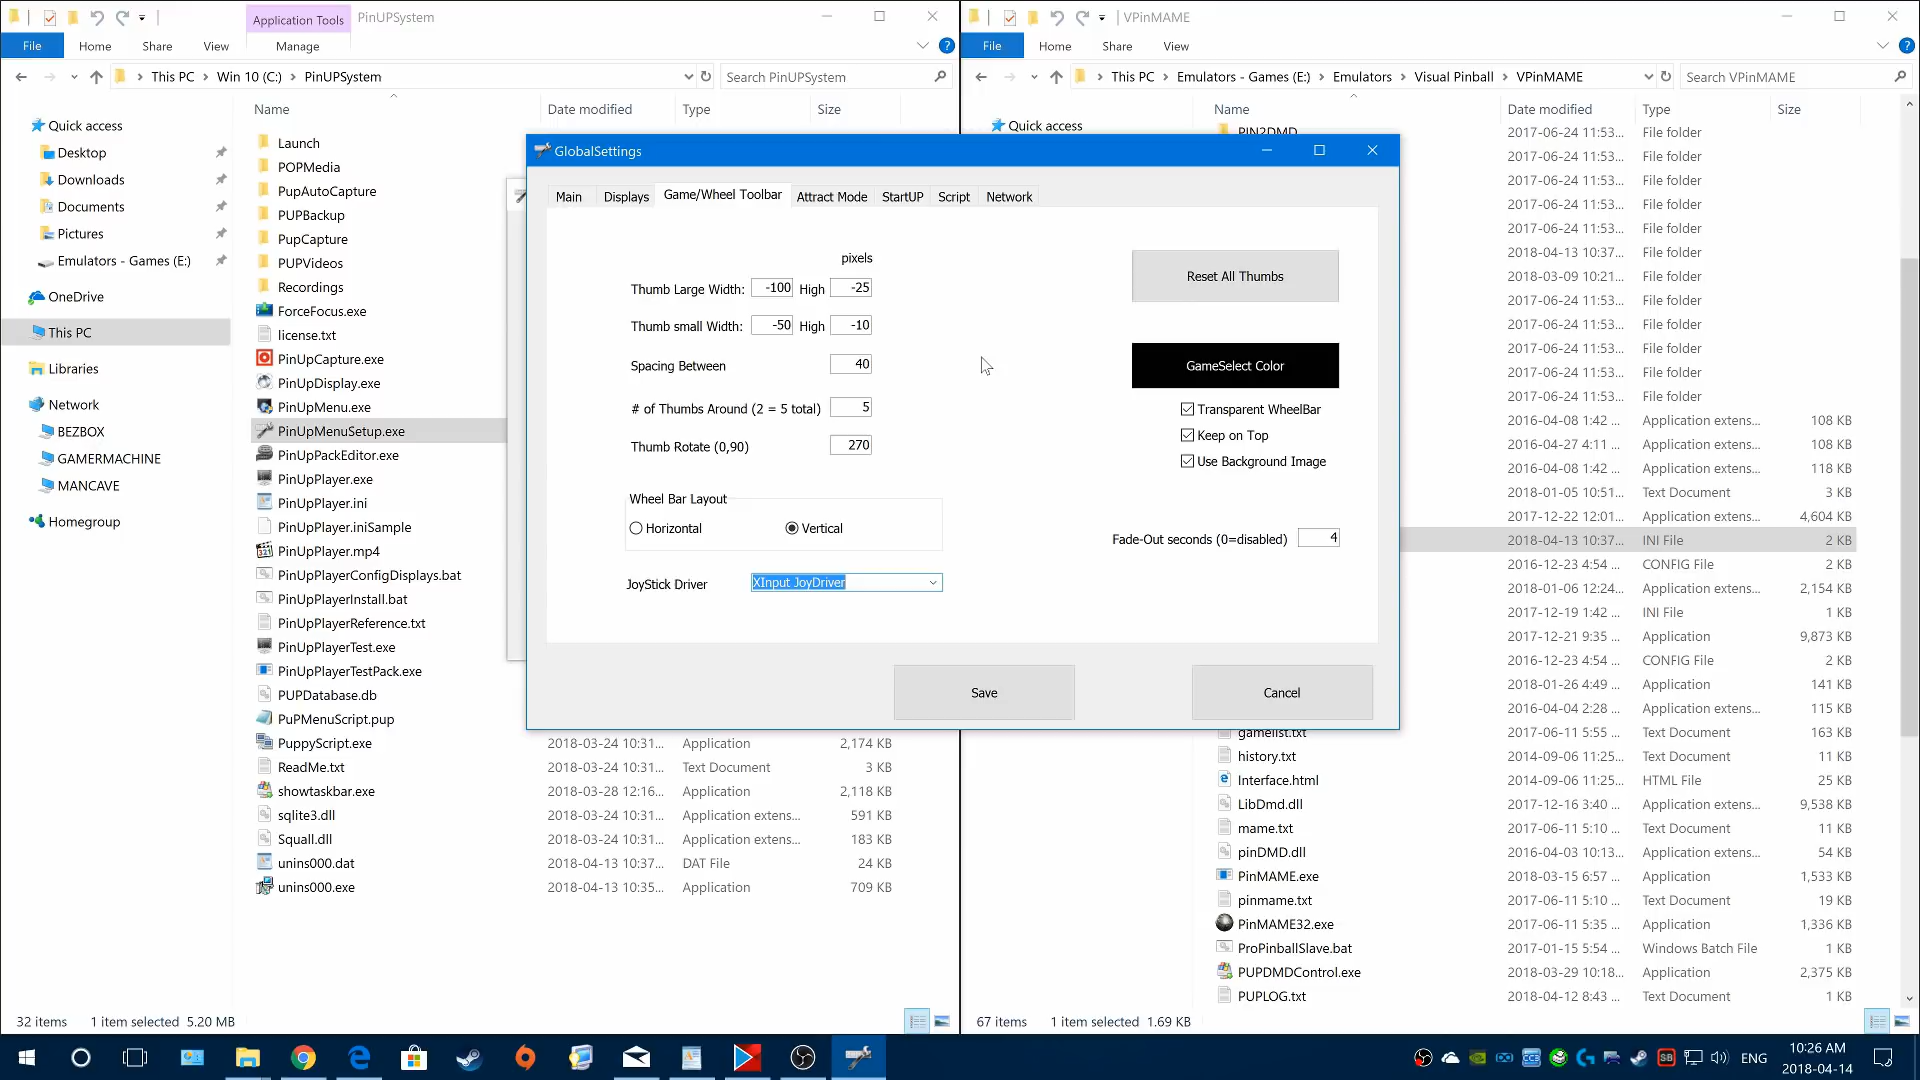 Application Tools
PinUPSystem
File
Home
Share
View
Manage
This PC
Win 10 (C:)
PinUPSystem
Search PinUPSystem
Name
Date modified
Type
Size
Quick access
Desktop
Downloads
Documents
Pictures
Emulators - Games (E:)
OneDrive
This PC
Libraries
Network
BEZBOX
GAMERMACHINE
MANCAVE
Homegroup
Launch
POPMedia
PupAutoCapture
PUPBackup
PupCapture
PUPVideos
Recordings
ForceFocus.exe
license.txt
PinUpCapture.exe
PinUpDisplay.exe
PinUpMenu.exe
PinUpMenuSetup.exe
PinUpPackEditor.exe
PinUpPlayer.exe
PinUpPlayer.ini
PinUpPlayer.iniSample
PinUpPlayer.mp4
PinUpPlayerConfigDisplays.bat
PinUpPlayerInstall.bat
PinUpPlayerReference.txt
PinUpPlayerTest.exe
PinUpPlayerTestPack.exe
PUPDatabase.db
PuPMenuScript.pup
PuppyScript.exe 2018-03-24 10:31... Application 2,174 KB
ReadMe.txt 2018-03-24 10:31... Text Document 3 KB
showtaskbar.exe 2018-03-28 12:16... Application 2,118 KB
sqlite3.dll 2018-03-24 10:31... Application extens... 591 KB
Squall.dll 2018-03-24 10:31... Application extens... 183 KB
unins000.dat 2018-04-13 10:37... DAT File 24 KB
unins000.exe 2018-04-13 10:35... Application 709 KB
32 items 1 item selected 5.20 MB
GlobalSettings
Main
Displays
Game/Wheel Toolbar
Attract Mode
StartUP
Script
Network
pixels
Thumb Large Width: -100 High -25
Thumb small Width: -50 High -10
Spacing Between 40
# of Thumbs Around (2 = 5 total) 5
Thumb Rotate (0,90) 270
Wheel Bar Layout
Horizontal
Vertical
JoyStick Driver XInput JoyDriver
Reset All Thumbs
GameSelect Color
Transparent WheelBar
Keep on Top
Use Background Image
Fade-Out seconds (0=disabled) 4
Save
Cancel
VPinMAME
File
Home
Share
View
This PC
Emulators - Games (E:)
Emulators
Visual Pinball
VPinMAME
Search VPinMAME
Name
Date modified
Type
Size
Quick access
PIN2DMD 2017-06-24 11:53... File folder
2017-06-24 11:53... File folder
2017-06-24 11:53... File folder
2017-06-24 11:53... File folder
2017-06-24 11:53... File folder
2018-04-13 10:37... File folder
2018-03-09 10:21... File folder
2017-06-24 11:53... File folder
2017-06-24 11:53... File folder
2017-06-24 11:53... File folder
2017-06-24 11:53... File folder
2017-06-24 11:53... File folder
2016-04-08 1:42 ... Application extens... 108 KB
2016-04-27 4:11 ... Application extens... 108 KB
2016-04-08 1:42 ... Application extens... 118 KB
2018-01-05 10:51... Text Document 3 KB
2017-12-22 12:01... Application extens... 4,604 KB
2018-04-13 10:37... INI File 2 KB
2016-12-23 4:54 ... CONFIG File 2 KB
2018-01-06 12:24... Application extens... 2,154 KB
2017-12-19 1:42 ... INI File 1 KB
2017-12-21 9:35 ... Application 9,873 KB
2016-12-23 4:54 ... CONFIG File 2 KB
2018-01-26 4:49 ... Application 141 KB
2016-04-04 2:28 ... Application extens... 115 KB
gamelist.txt 2017-06-11 5:55 ... Text Document 163 KB
history.txt 2014-09-06 11:25... Text Document 11 KB
Interface.html 2014-09-06 11:25... HTML File 25 KB
LibDmd.dll 2017-12-16 3:40 ... Application extens... 9,538 KB
mame.txt 2017-06-11 5:10 ... Text Document 11 KB
pinDMD.dll 2016-04-03 10:13... Application extens... 54 KB
PinMAME.exe 2018-03-15 6:57 ... Application 1,533 KB
pinmame.txt 2017-06-11 5:10 ... Text Document 19 KB
PinMAME32.exe 2017-06-11 5:35 ... Application 1,336 KB
ProPinballSlave.bat 2017-01-15 5:54 ... Windows Batch File 1 KB
PUPDMDControl.exe 2018-03-29 10:18... Application 2,375 KB
PUPLOG.txt 2018-04-12 8:43 ... Text Document 1 KB
67 items 1 item selected 1.69 KB
ENG
10:26 AM
2018-04-14